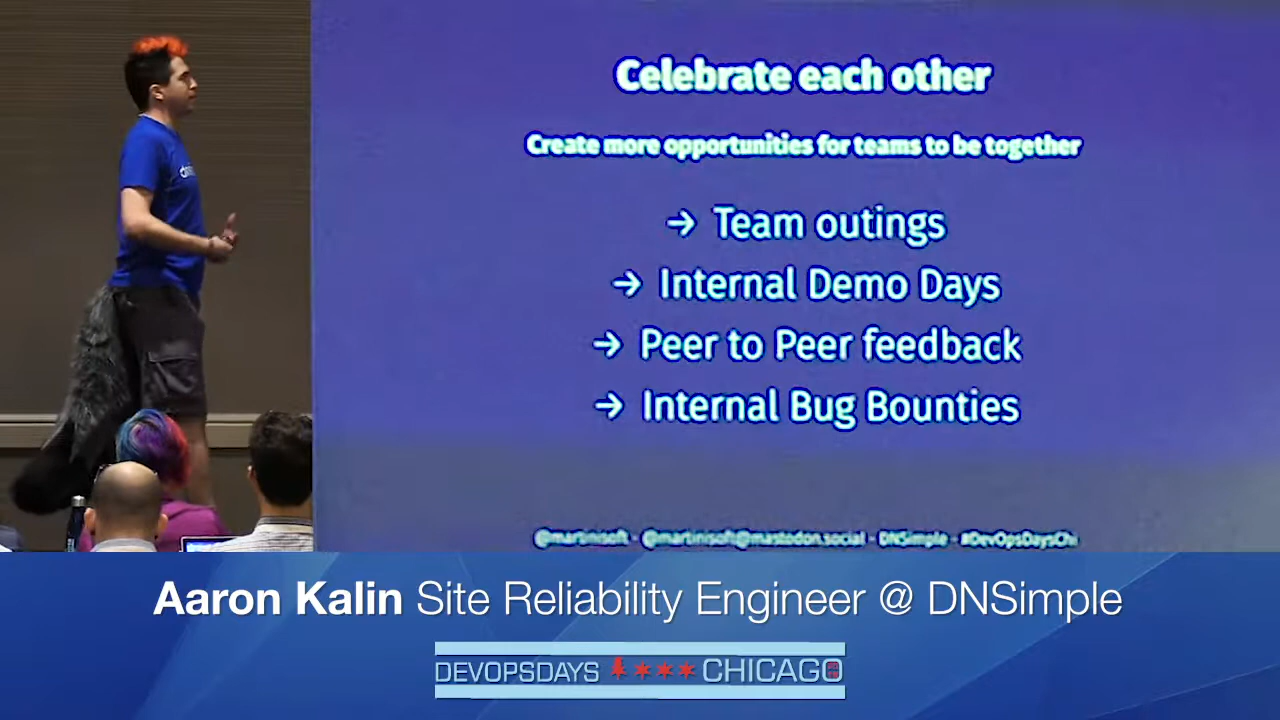 Celebrate each other
Create more opportunities for teams to be together
→ Team outings
→ Internal Demo Days
→ Peer to Peer feedback
→ Internal Bug Bounties
@martinisoft - @martinisoft@mastodon.social - DNSimple - #DevOpsDaysChi
Aaron Kalin Site Reliability Engineer @ DNSimple
DEVOPSDAYS CHICAGO